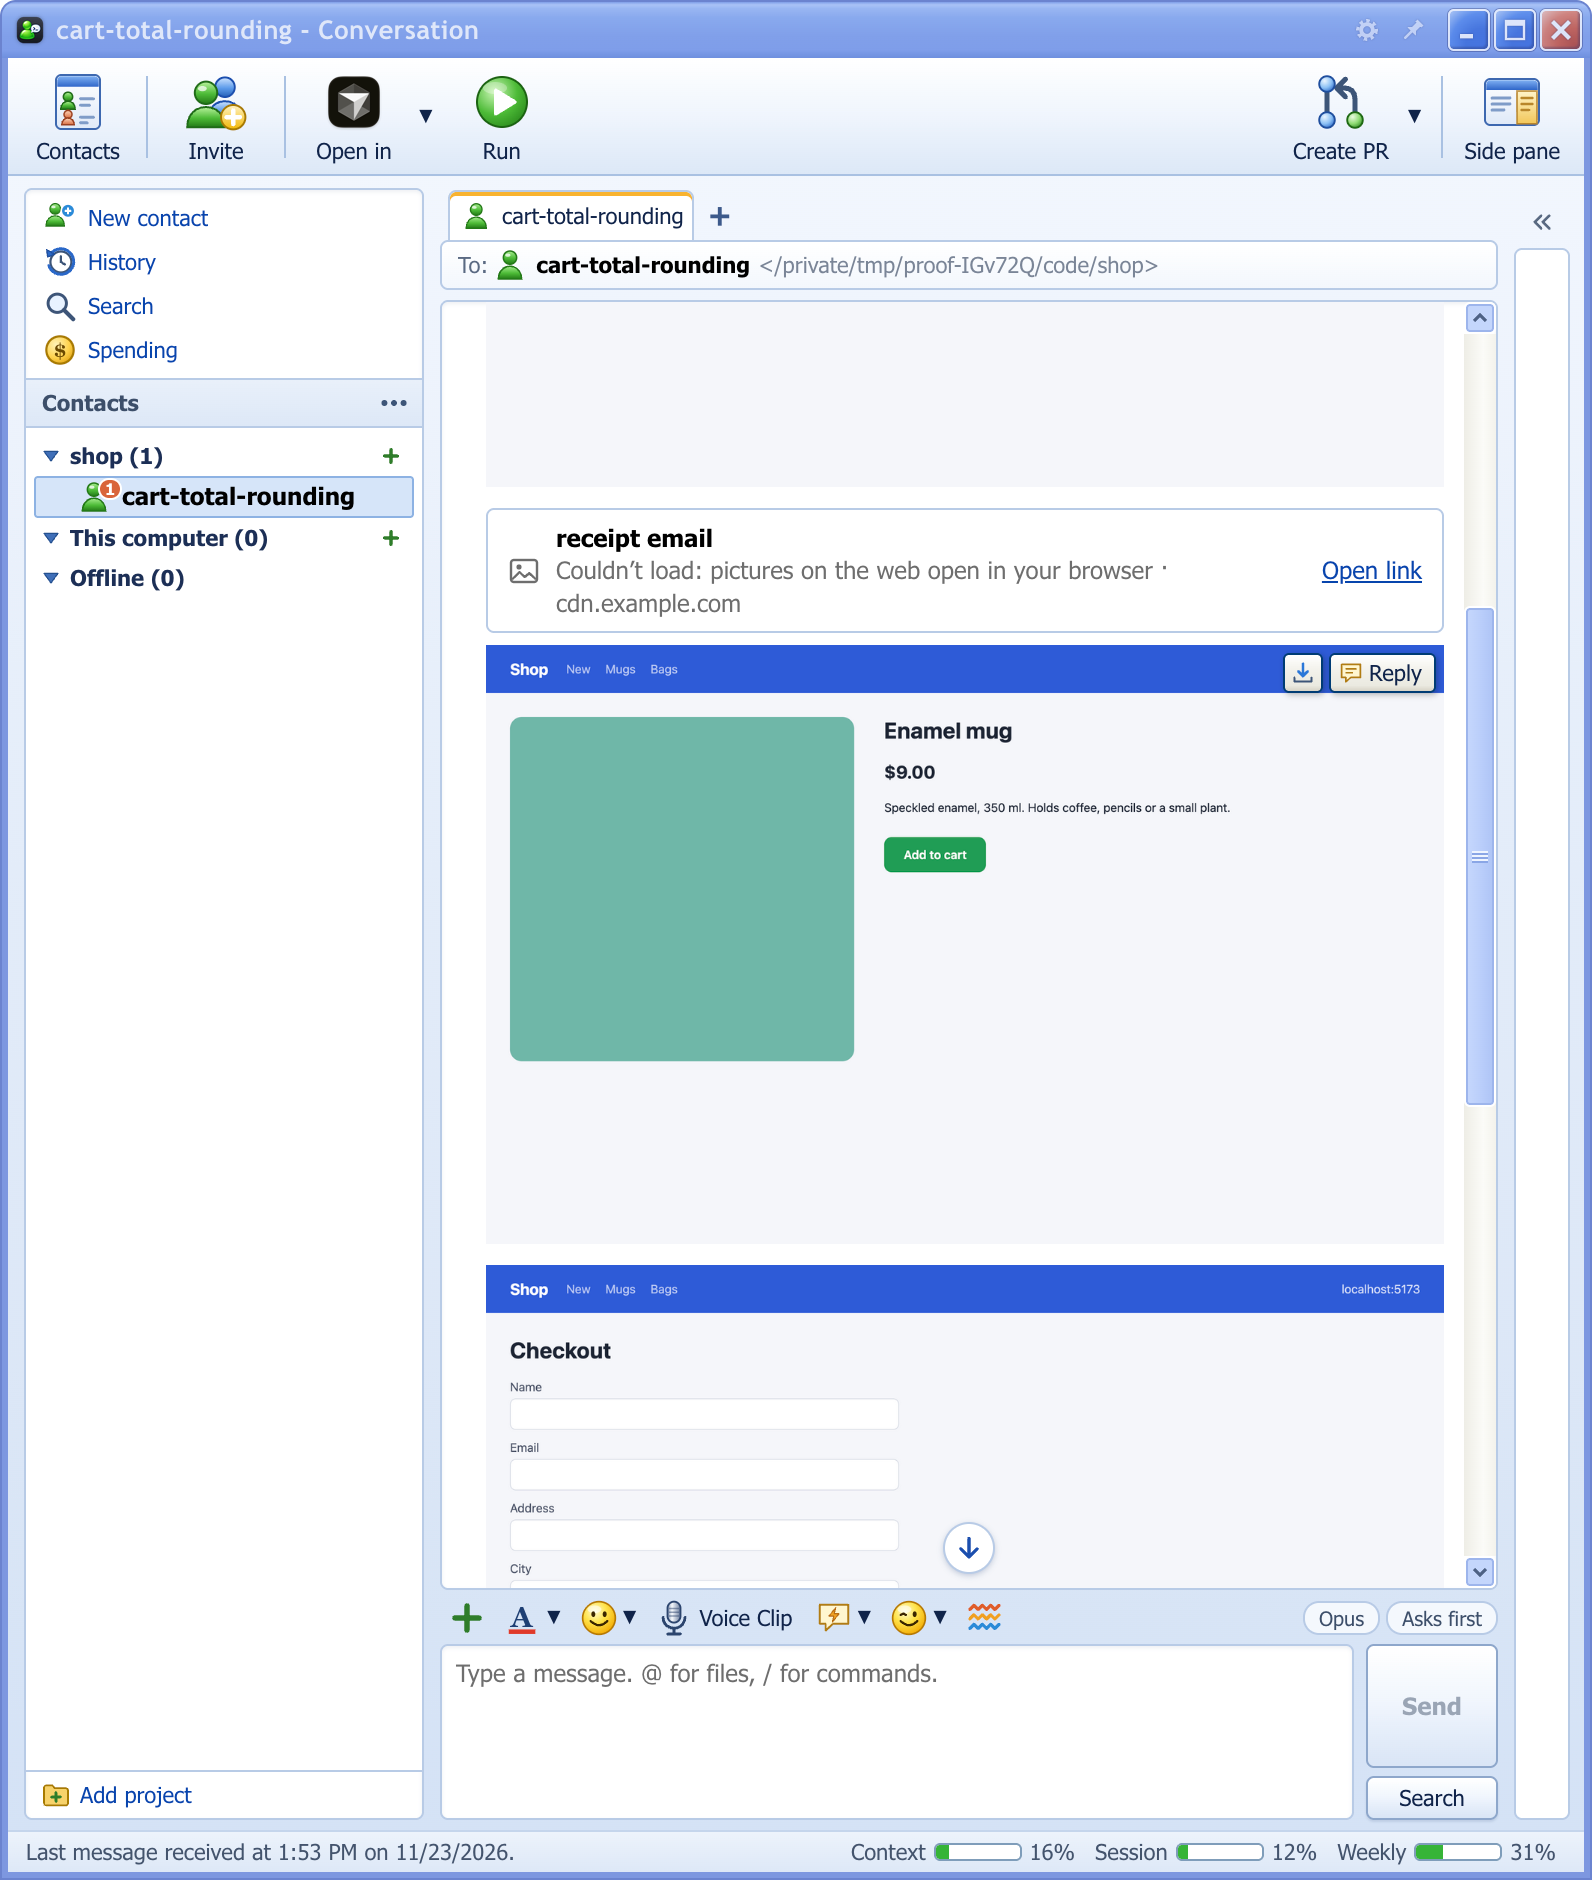 cart-total-rounding - Conversation
Contacts
Invite
Open in
Run
Create PR
Side pane
New contact
History
Search
Spending
Contacts
shop (1)
1
cart-total-rounding
This computer (0)
Offline (0)
Add project
cart-total-rounding
To: cart-total-rounding </private/tmp/proof-IGv72Q/code/shop>
receipt email
Couldn’t load: pictures on the web open in your browser ·
cdn.example.com
Open link
Shop New Mugs Bags
Reply
Enamel mug
$9.00
Speckled enamel, 350 ml. Holds coffee, pencils or a small plant.
Add to cart
Shop New Mugs Bags localhost:5173
Checkout
Name
Email
Address
City
A
Voice Clip
Opus
Asks first
Type a message. @ for files, / for commands.
Send
Search
Last message received at 1:53 PM on 11/23/2026.
Context 16% Session 12% Weekly 31%